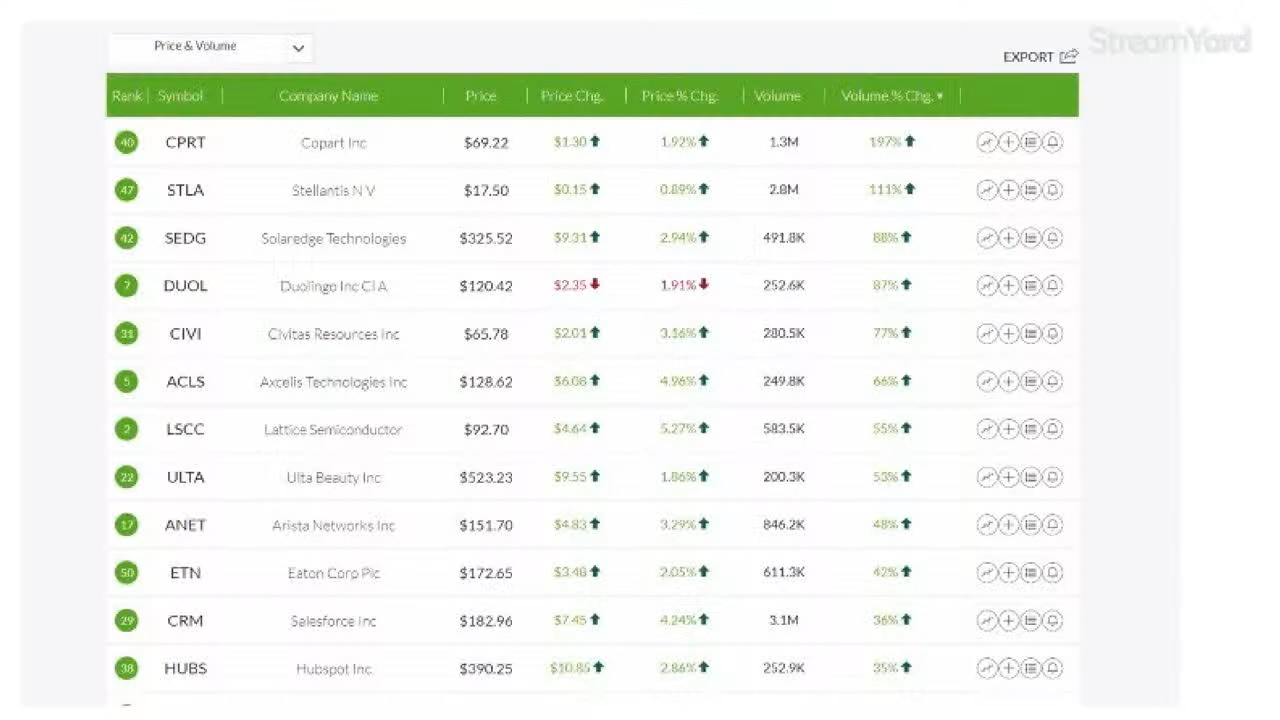 StreamYard
Price & Volume
EXPORT
Rank Symbol Company Name Price Price Chg. Price % Chg. Volume Volume % Chg.
40 CPRT Copart Inc $69.22 $1.30 1.92% 1.3M 197%
47 STLA Stellantis N V $17.50 $0.15 0.89% 2.8M 111%
42 SEDG Solaredge Technologies $325.52 $9.31 2.94% 491.8K 88%
7 DUOL Duolingo Inc Cl A $120.42 $2.35 1.91% 252.6K 87%
31 CIVI Civitas Resources Inc $65.78 $2.01 3.16% 280.5K 77%
5 ACLS Axcelis Technologies Inc $128.62 $6.08 4.96% 249.8K 66%
2 LSCC Lattice Semiconductor $92.70 $4.64 5.27% 583.5K 55%
22 ULTA Ulta Beauty Inc $523.23 $9.55 1.86% 200.3K 53%
17 ANET Arista Networks Inc $151.70 $4.83 3.29% 846.2K 48%
50 ETN Eaton Corp Plc $172.65 $3.48 2.05% 611.3K 42%
29 CRM Salesforce Inc $182.96 $7.45 4.24% 3.1M 36%
38 HUBS Hubspot Inc $390.25 $10.85 2.86% 252.9K 35%